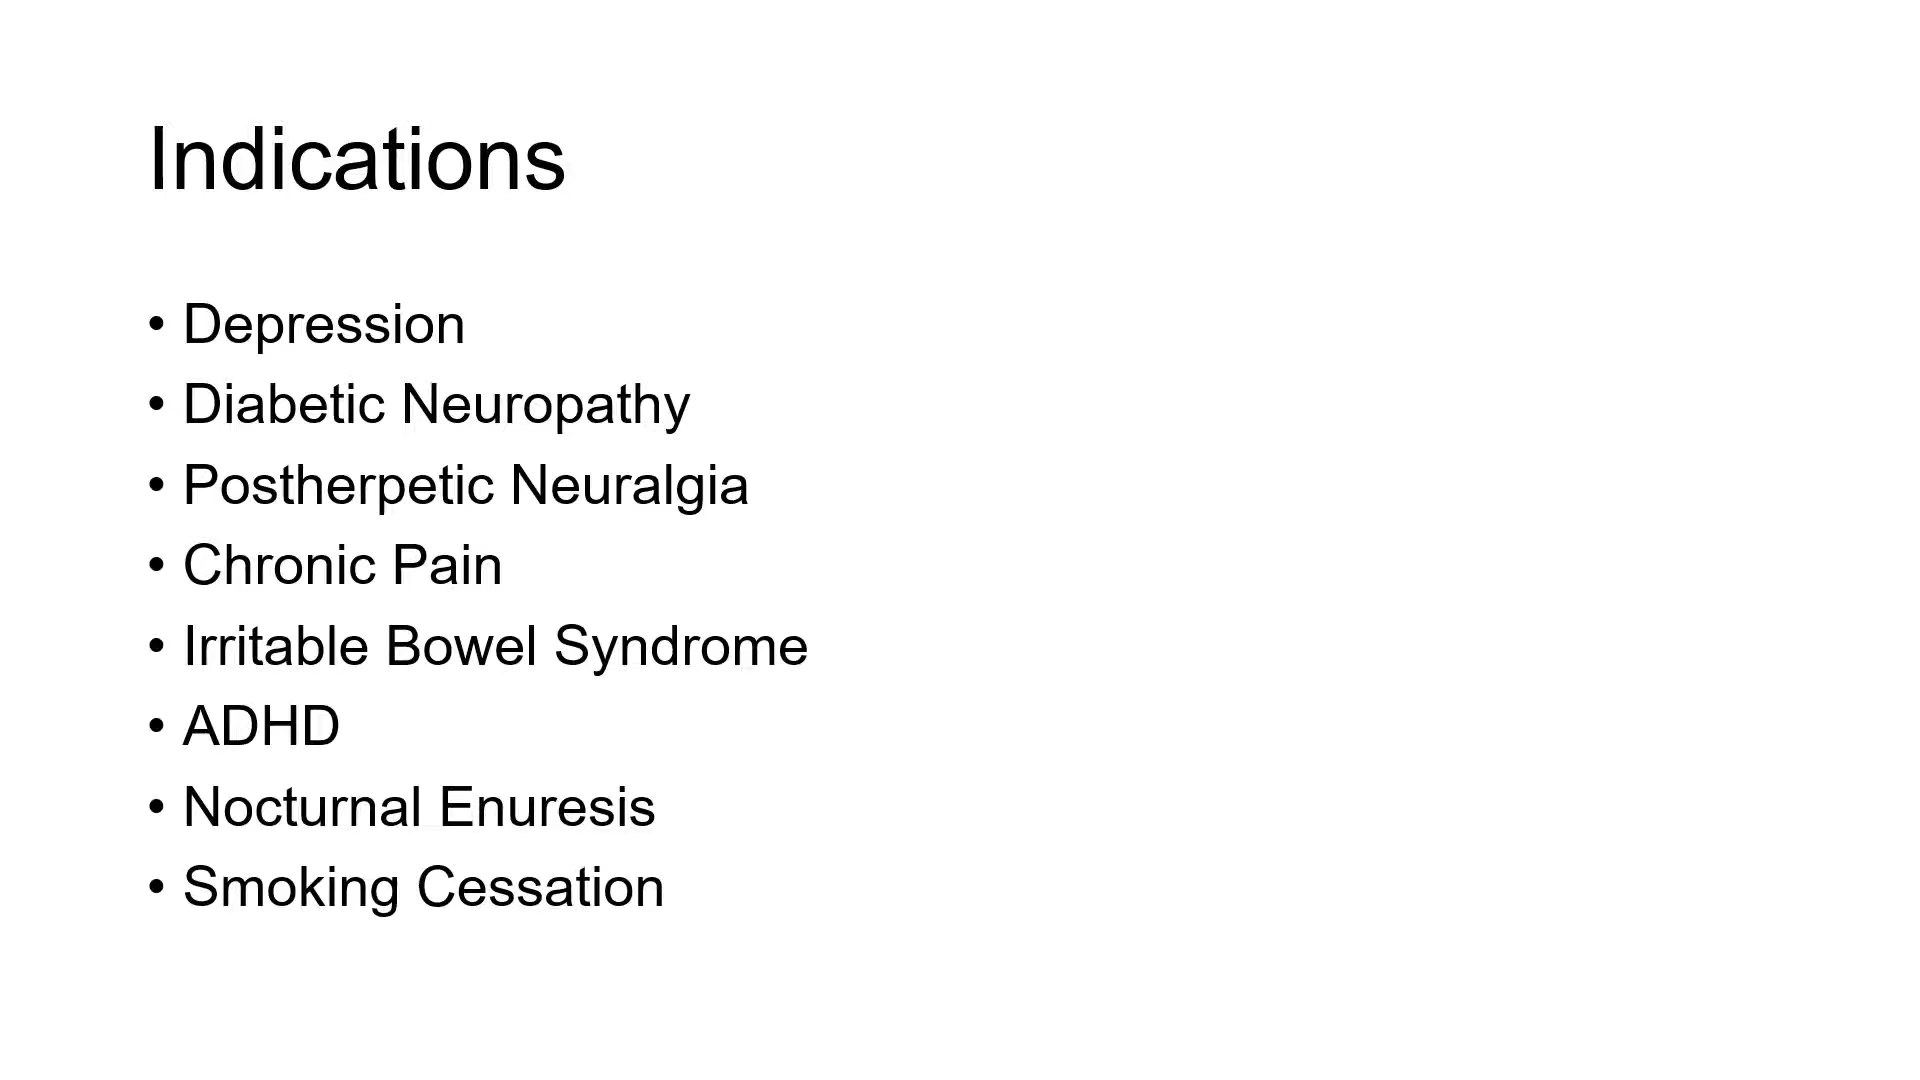 Indications
• Depression
• Diabetic Neuropathy
• Postherpetic Neuralgia
• Chronic Pain
• Irritable Bowel Syndrome
• ADHD
• Nocturnal Enuresis
• Smoking Cessation